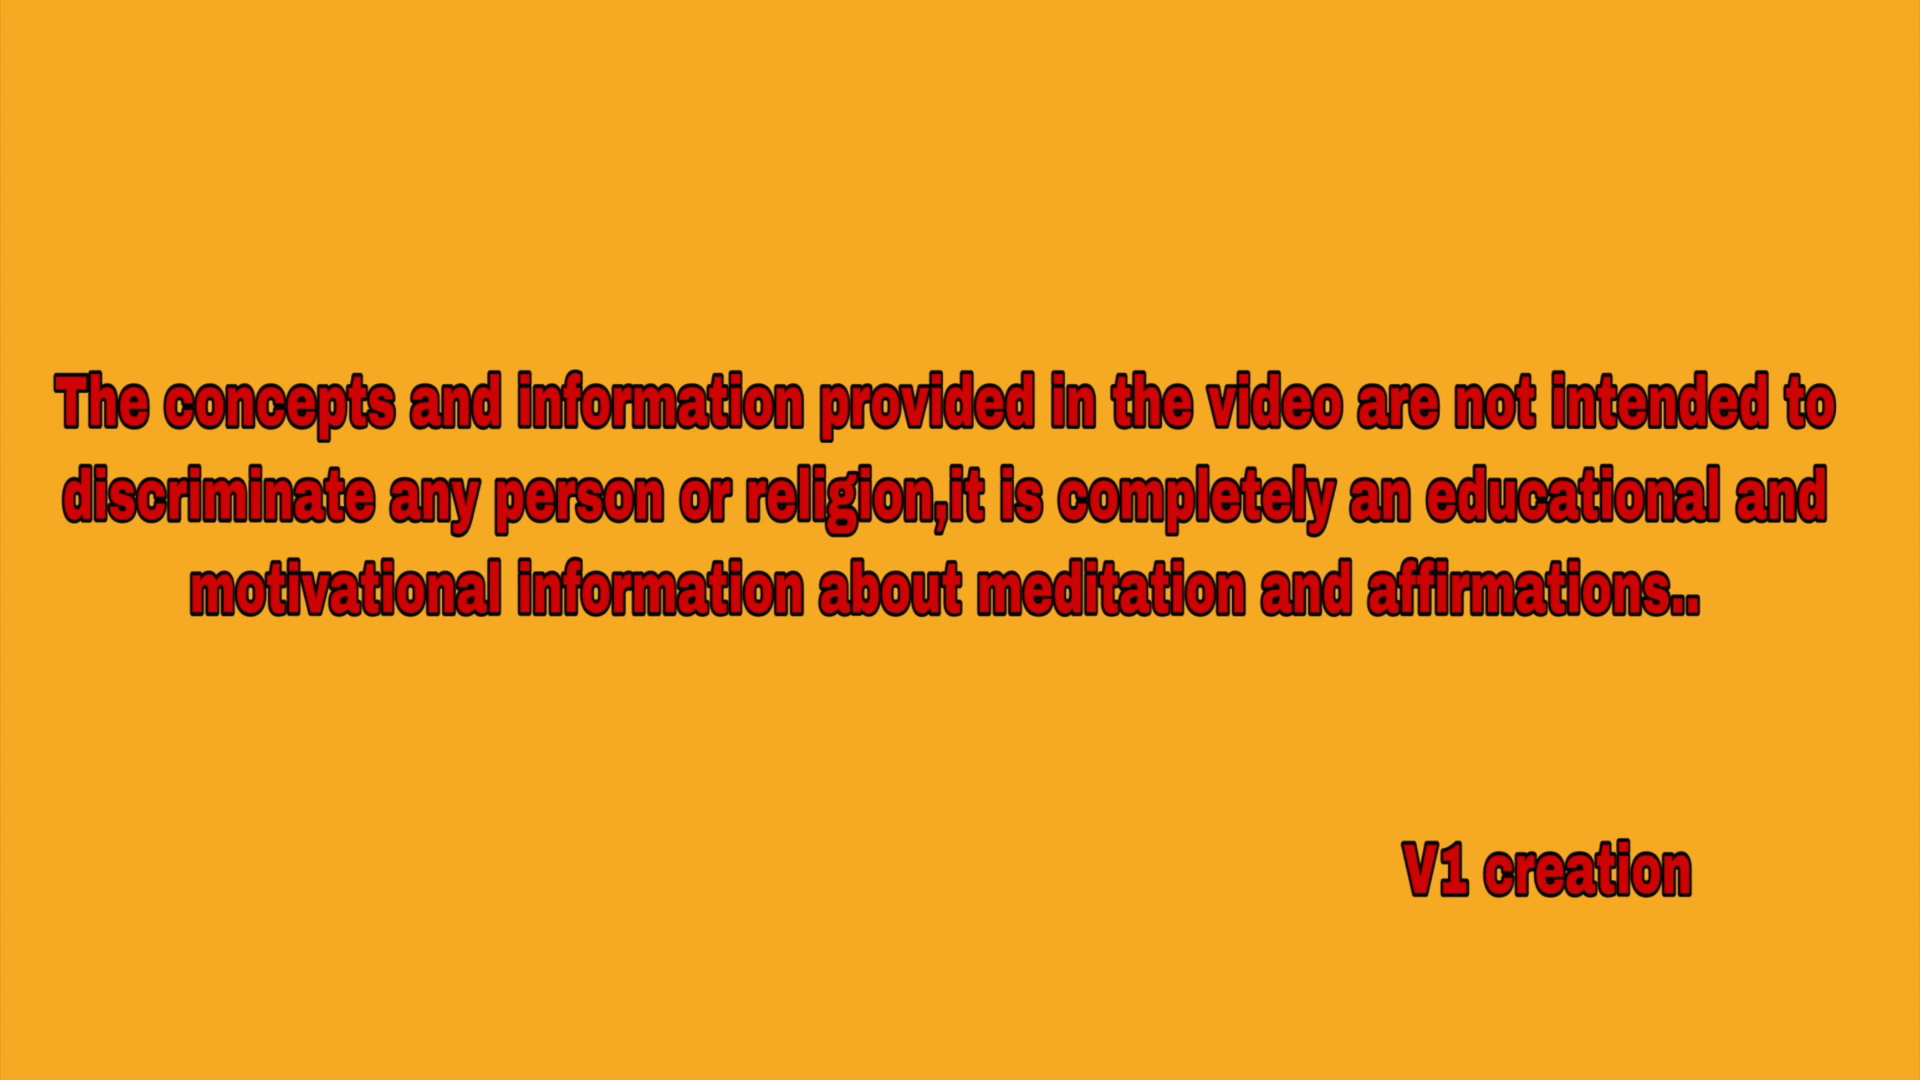 The concepts and information provided in the video are not intended to
discriminate any person or religion,it is completely an educational and
motivational information about meditation and affirmations..
V1 creation